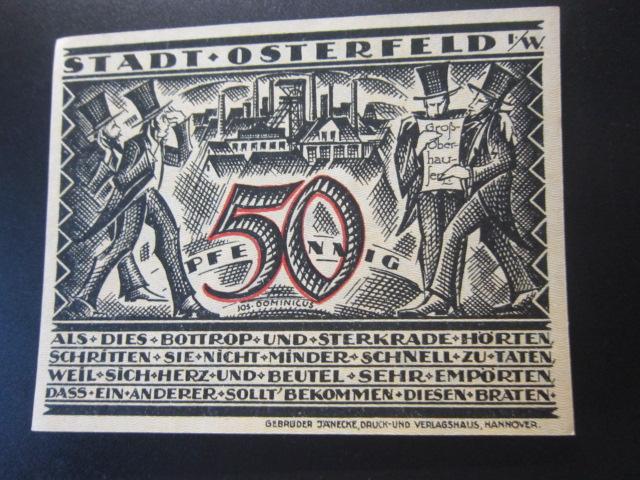 STADT · OSTERFELD i./W.
Groß-
Ober-
hau-
sen
50
PFENNIG
JOS. DOMINICUS
ALS · DIES · BOTTROP · UND · STERKRADE · HÖRTEN,
SCHRITTEN · SIE · NICHT · MINDER · SCHNELL · ZU · TATEN,
WEIL · SICH · HERZ · UND · BEUTEL · SEHR · EMPÖRTEN,
DASS · EIN · ANDERER · SOLLT' BEKOMMEN · DIESEN · BRATEN ·
GEBRÜDER JÄNECKE, DRUCK- UND VERLAGSHAUS, HANNOVER.